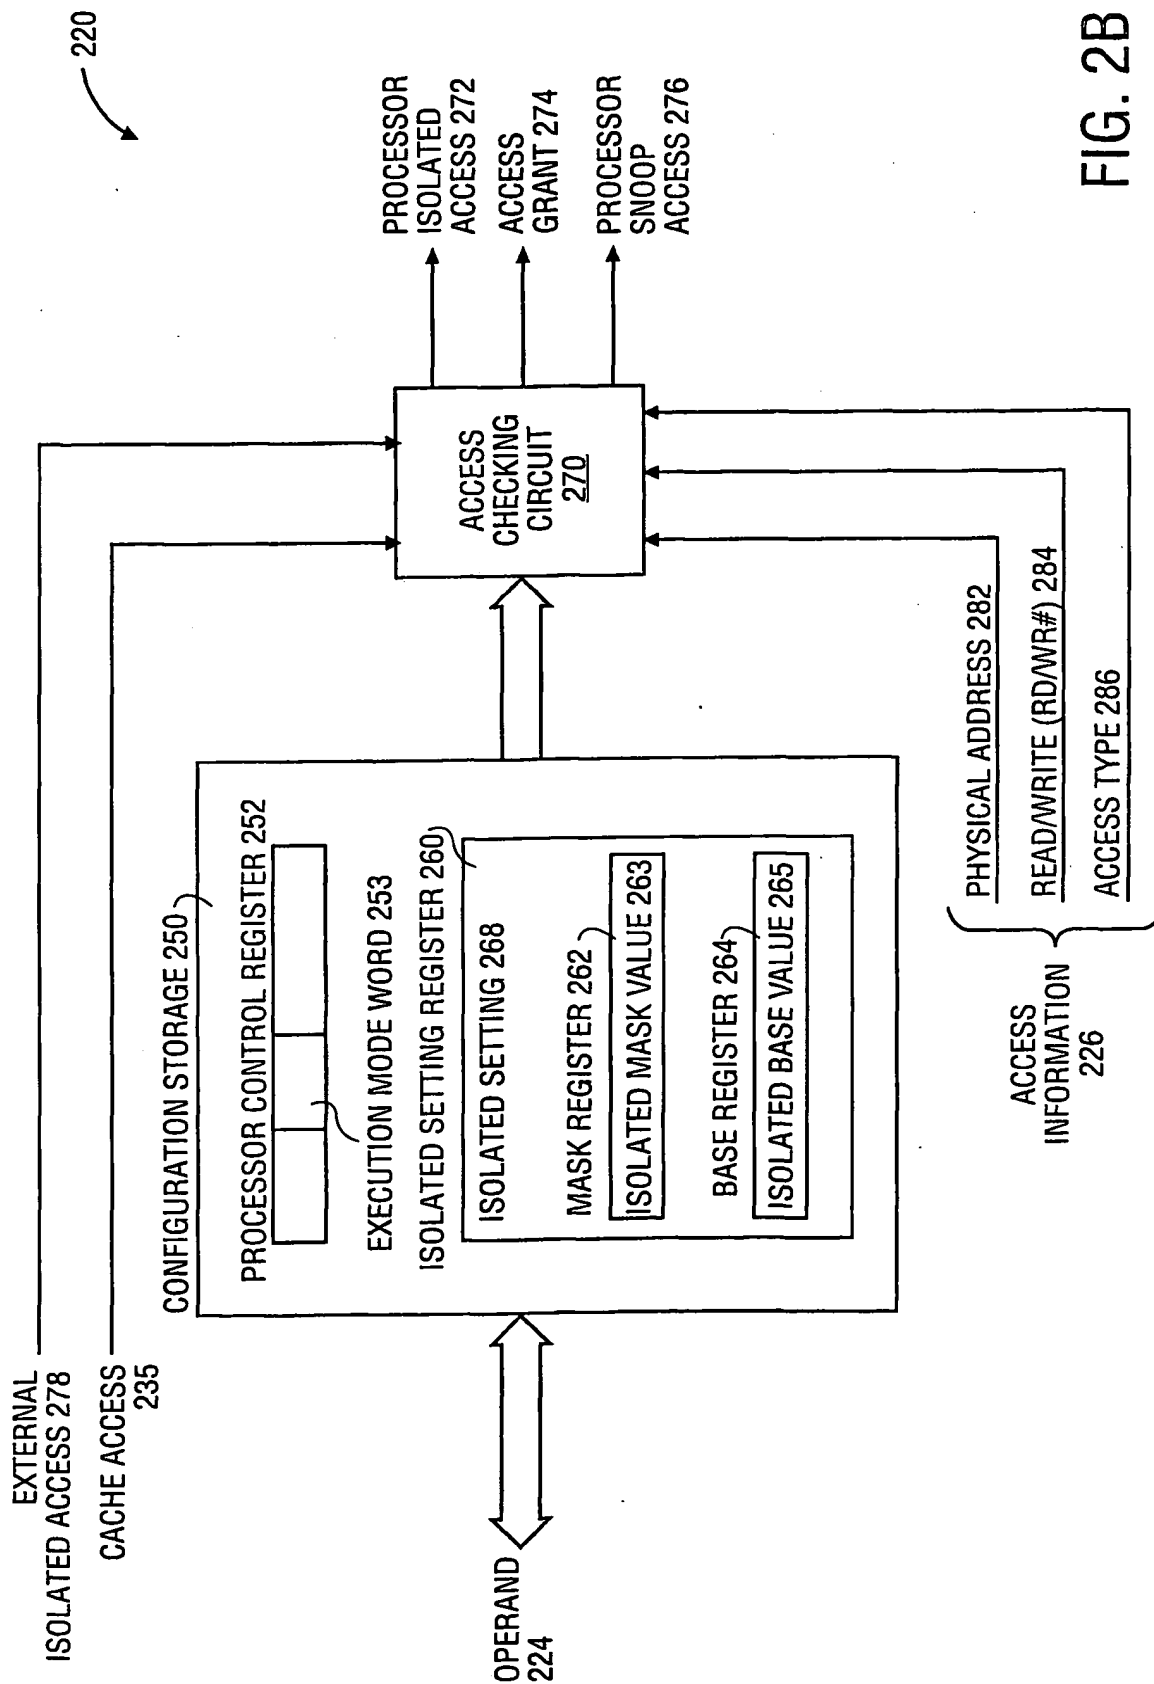 220
EXTERNAL
ISOLATED ACCESS 278
CACHE ACCESS
235
CONFIGURATION STORAGE 250
PROCESSOR CONTROL REGISTER 252
EXECUTION MODE WORD 253
ISOLATED SETTING REGISTER 260
ISOLATED SETTING 268
MASK REGISTER 262
ISOLATED MASK VALUE 263
BASE REGISTER 264
ISOLATED BASE VALUE 265
OPERAND
224
ACCESS
CHECKING
CIRCUIT
270
PROCESSOR
ISOLATED
ACCESS 272
ACCESS
GRANT 274
PROCESSOR
SNOOP
ACCESS 276
PHYSICAL ADDRESS 282
READ/WRITE (RD/WR#) 284
ACCESS TYPE 286
ACCESS
INFORMATION
226
FIG. 2B